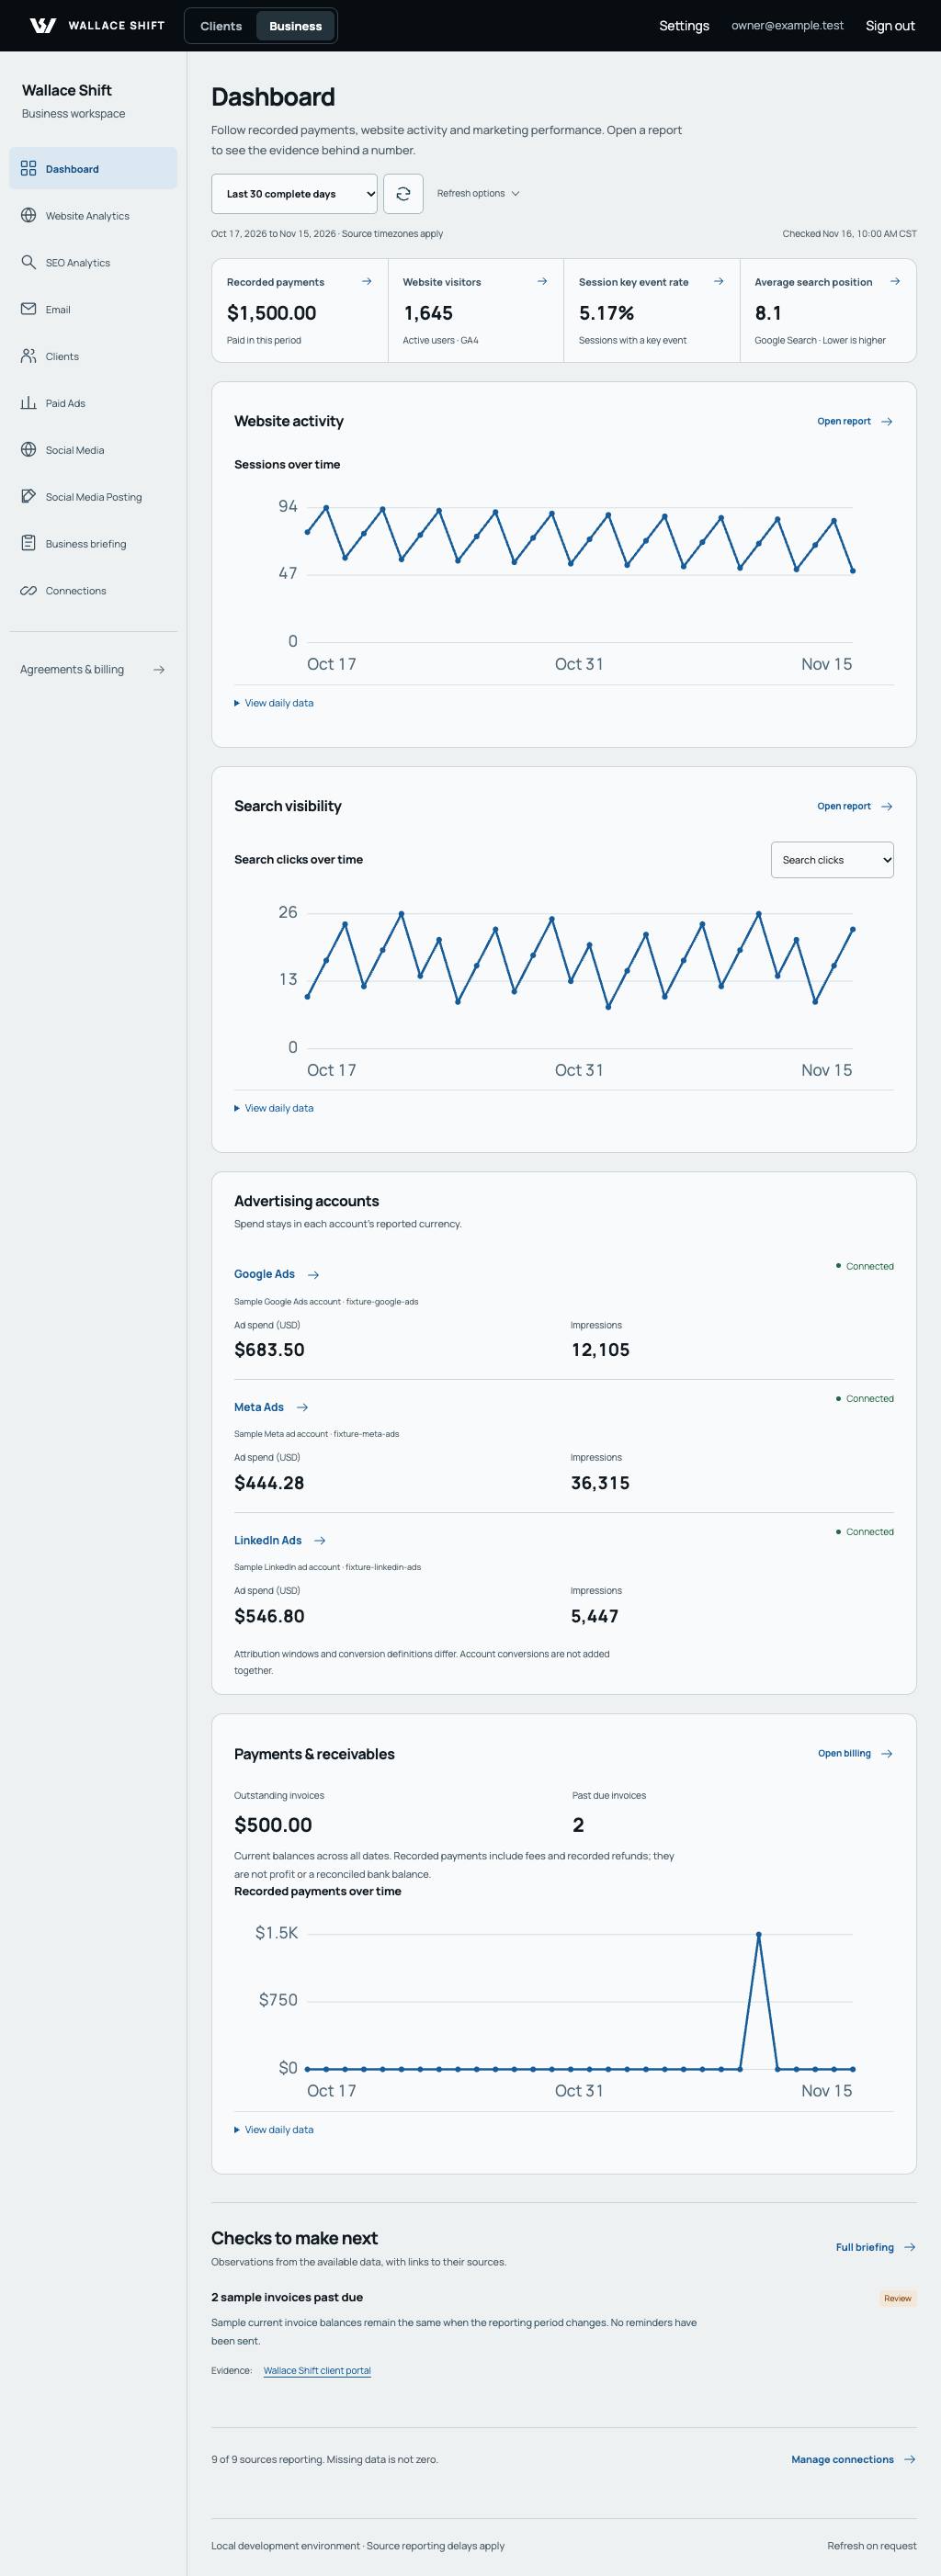 WALLACE SHIFT
Clients
Business
Settings
owner@example.test
Sign out
Wallace Shift
Business workspace
Dashboard
Website Analytics
SEO Analytics
Email
Clients
Paid Ads
Social Media
Social Media Posting
Business briefing
Connections
Agreements & billing
Dashboard
Follow recorded payments, website activity and marketing performance. Open a report
to see the evidence behind a number.
Last 30 complete days
Refresh options
Oct 17, 2026 to Nov 15, 2026 · Source timezones apply
Checked Nov 16, 10:00 AM CST
Recorded payments
$1,500.00
Paid in this period
Website visitors
1,645
Active users · GA4
Session key event rate
5.17%
Sessions with a key event
Average search position
8.1
Google Search · Lower is higher
Website activity
Open report
Sessions over time
94
47
0
Oct 17
Oct 31
Nov 15
View daily data
Search visibility
Open report
Search clicks over time
Search clicks
26
13
0
Oct 17
Oct 31
Nov 15
View daily data
Advertising accounts
Spend stays in each account's reported currency.
Google Ads
Connected
Sample Google Ads account · fixture-google-ads
Ad spend (USD)
Impressions
$683.50
12,105
Meta Ads
Connected
Sample Meta ad account · fixture-meta-ads
Ad spend (USD)
Impressions
$444.28
36,315
LinkedIn Ads
Connected
Sample LinkedIn ad account · fixture-linkedin-ads
Ad spend (USD)
Impressions
$546.80
5,447
Attribution windows and conversion definitions differ. Account conversions are not added
together.
Payments & receivables
Open billing
Outstanding invoices
Past due invoices
$500.00
2
Current balances across all dates. Recorded payments include fees and recorded refunds; they
are not profit or a reconciled bank balance.
Recorded payments over time
$1.5K
$750
$0
Oct 17
Oct 31
Nov 15
View daily data
Checks to make next
Full briefing
Observations from the available data, with links to their sources.
2 sample invoices past due
Review
Sample current invoice balances remain the same when the reporting period changes. No reminders have
been sent.
Evidence: Wallace Shift client portal
9 of 9 sources reporting. Missing data is not zero.
Manage connections
Local development environment · Source reporting delays apply
Refresh on request